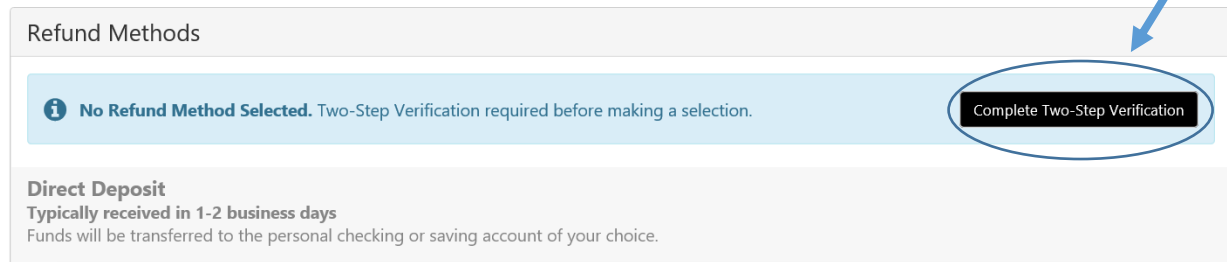 Refund Methods
No Refund Method Selected. Two-Step Verification required before making a selection.
Complete Two-Step Verification
Direct Deposit
Typically received in 1-2 business days
Funds will be transferred to the personal checking or saving account of your choice.